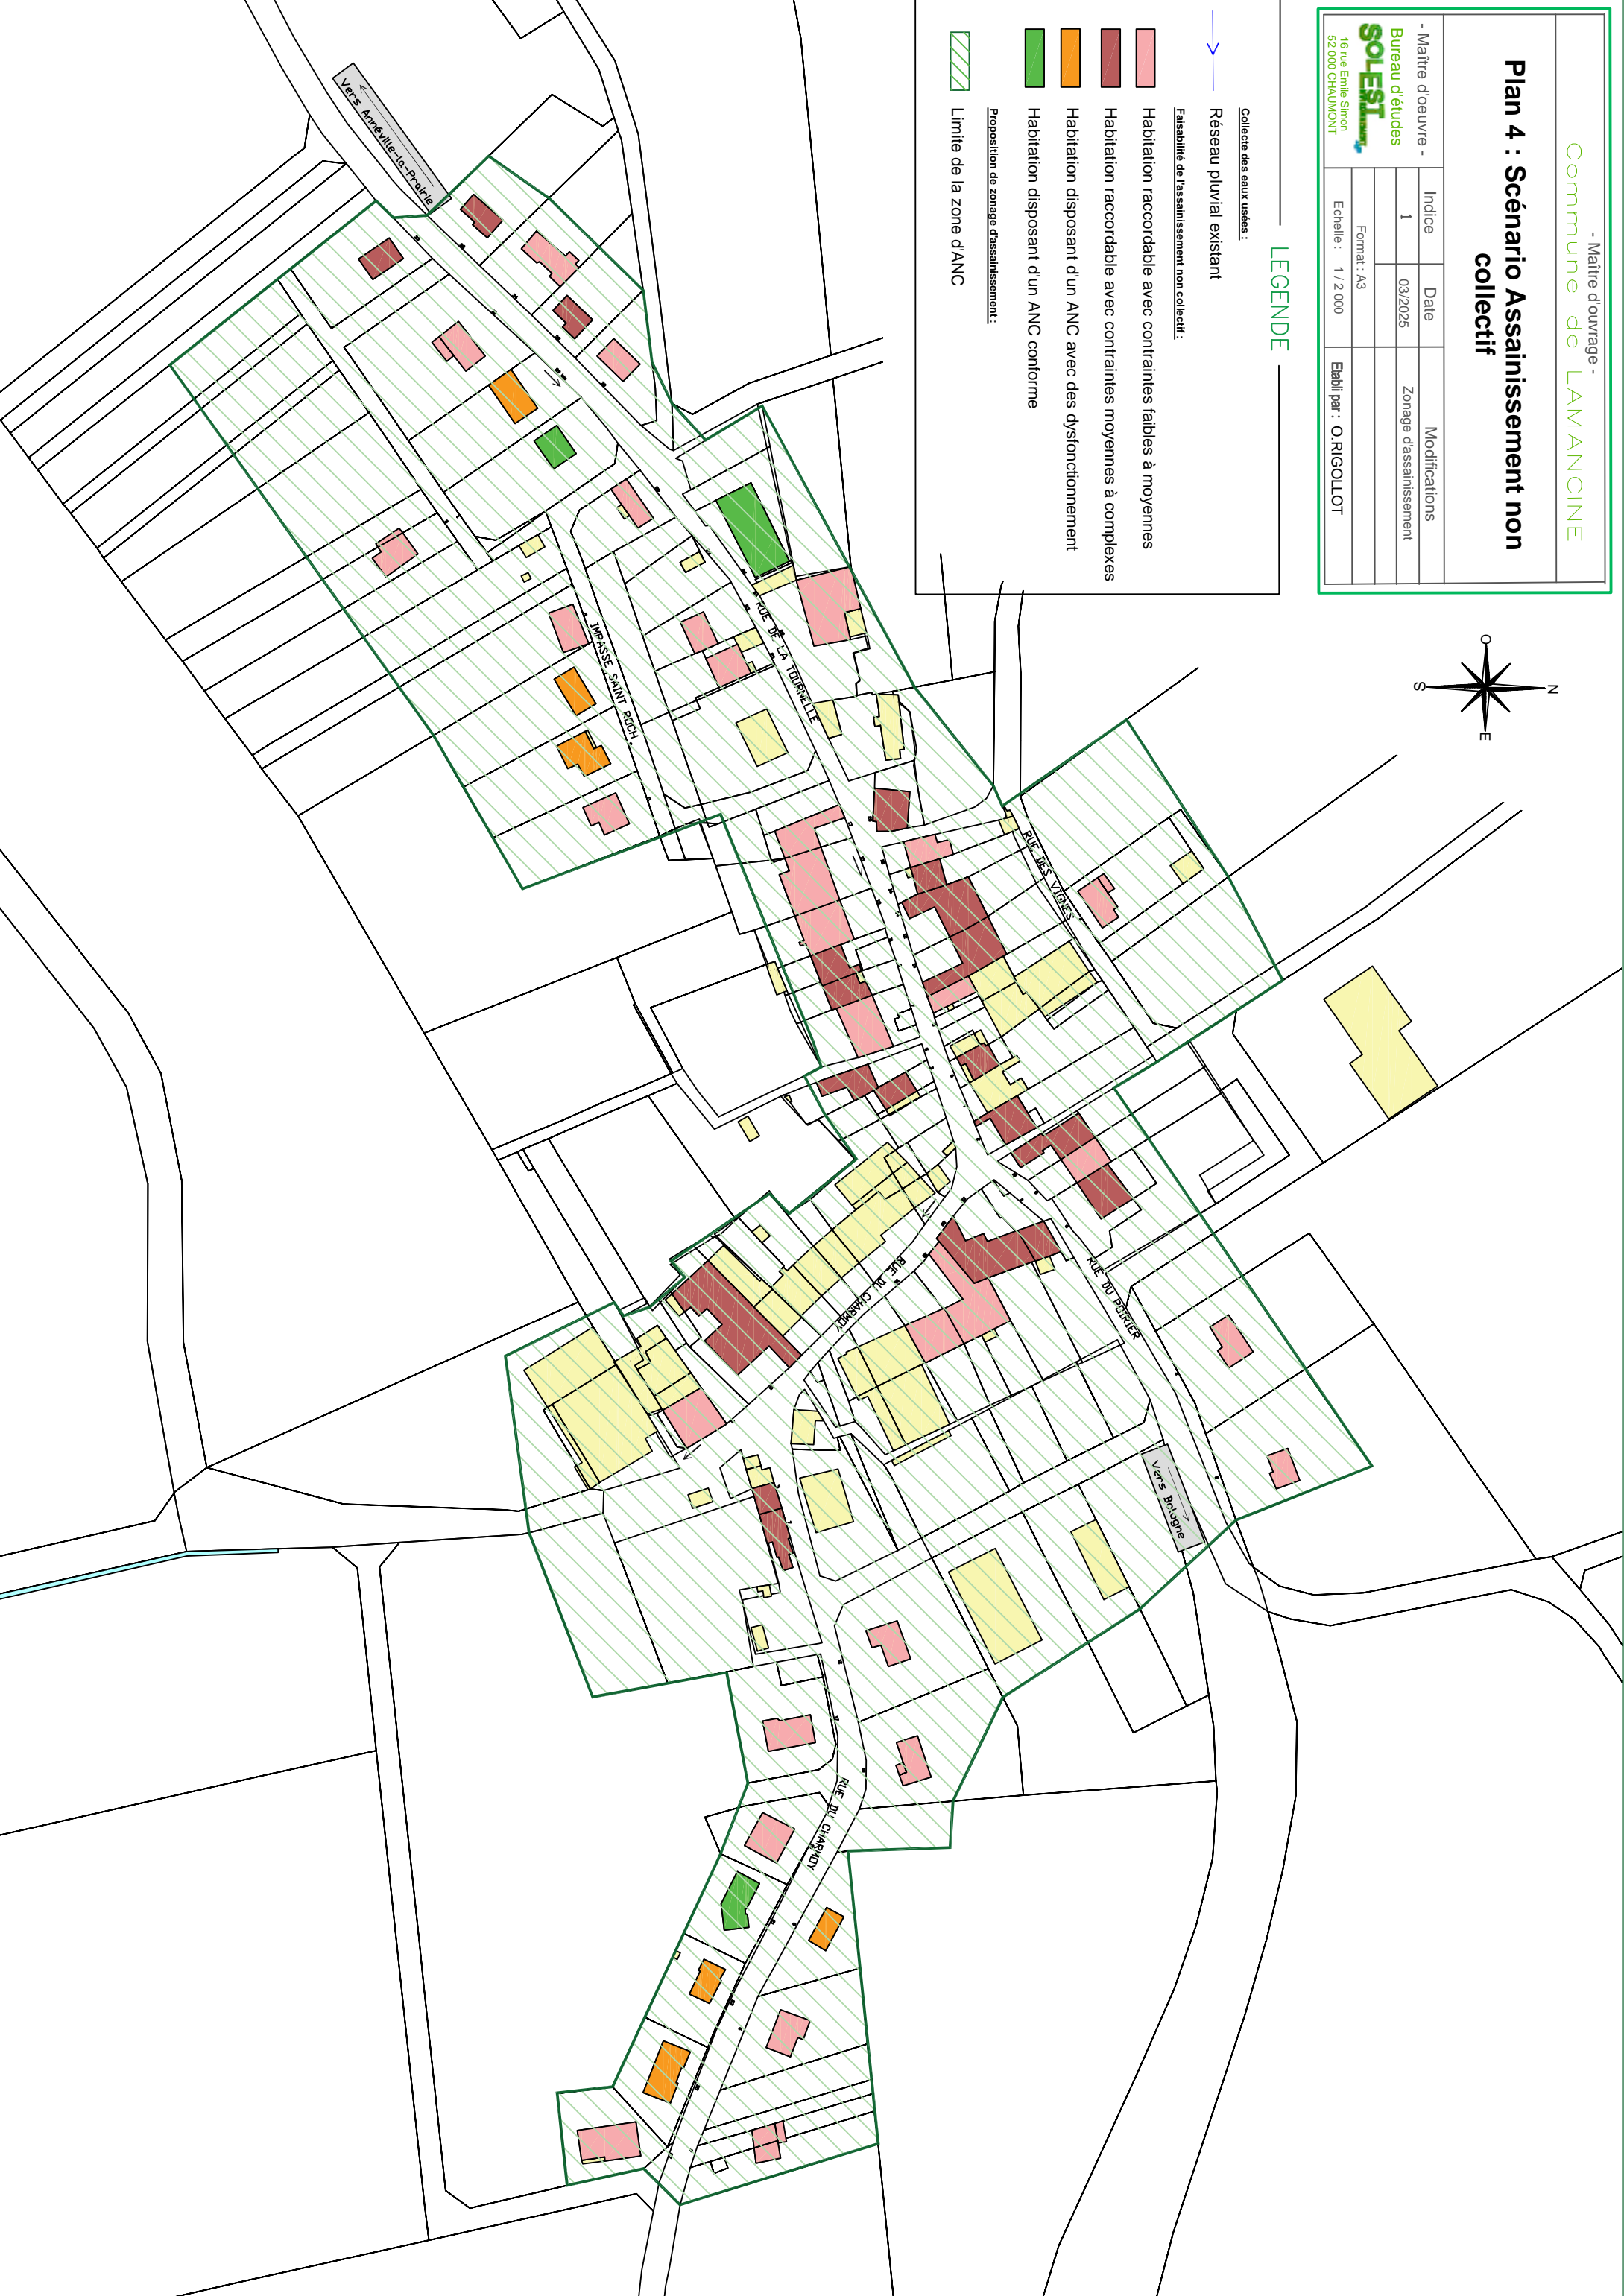 - Maître d'ouvrage -
Commune de LAMANCINE
Plan 4 : Scénario Assainissement non
collectif
- Maître d'oeuvre -
Bureau d'études
SOLEST
16 rue Emile Simon
52 000 CHAUMONT
Indice
Date
Modifications
1
03/2025
Zonage d'assainissement
Format : A3
Echelle : 1 / 2 000
Etabli par : O.RIGOLLOT
LEGENDE
Collecte des eaux usées :
Réseau pluvial existant
Faisabilité de l'assainissement non collectif :
Habitation raccordable avec contraintes faibles à moyennes
Habitation raccordable avec contraintes moyennes à complexes
Habitation disposant d'un ANC avec des dysfonctionnement
Habitation disposant d'un ANC conforme
Proposition de zonage d'assainissement :
Limite de la zone d'ANC
O
N
S
E
Vers Annéville-la-Prairie
RUE DE LA TOURNELLE
IMPASSE SAINT ROCH
RUE DES VIGNES
RUE DU CHARMOY
RUE DU POIRIER
Vers Bologne
RUE DU CHARMOY